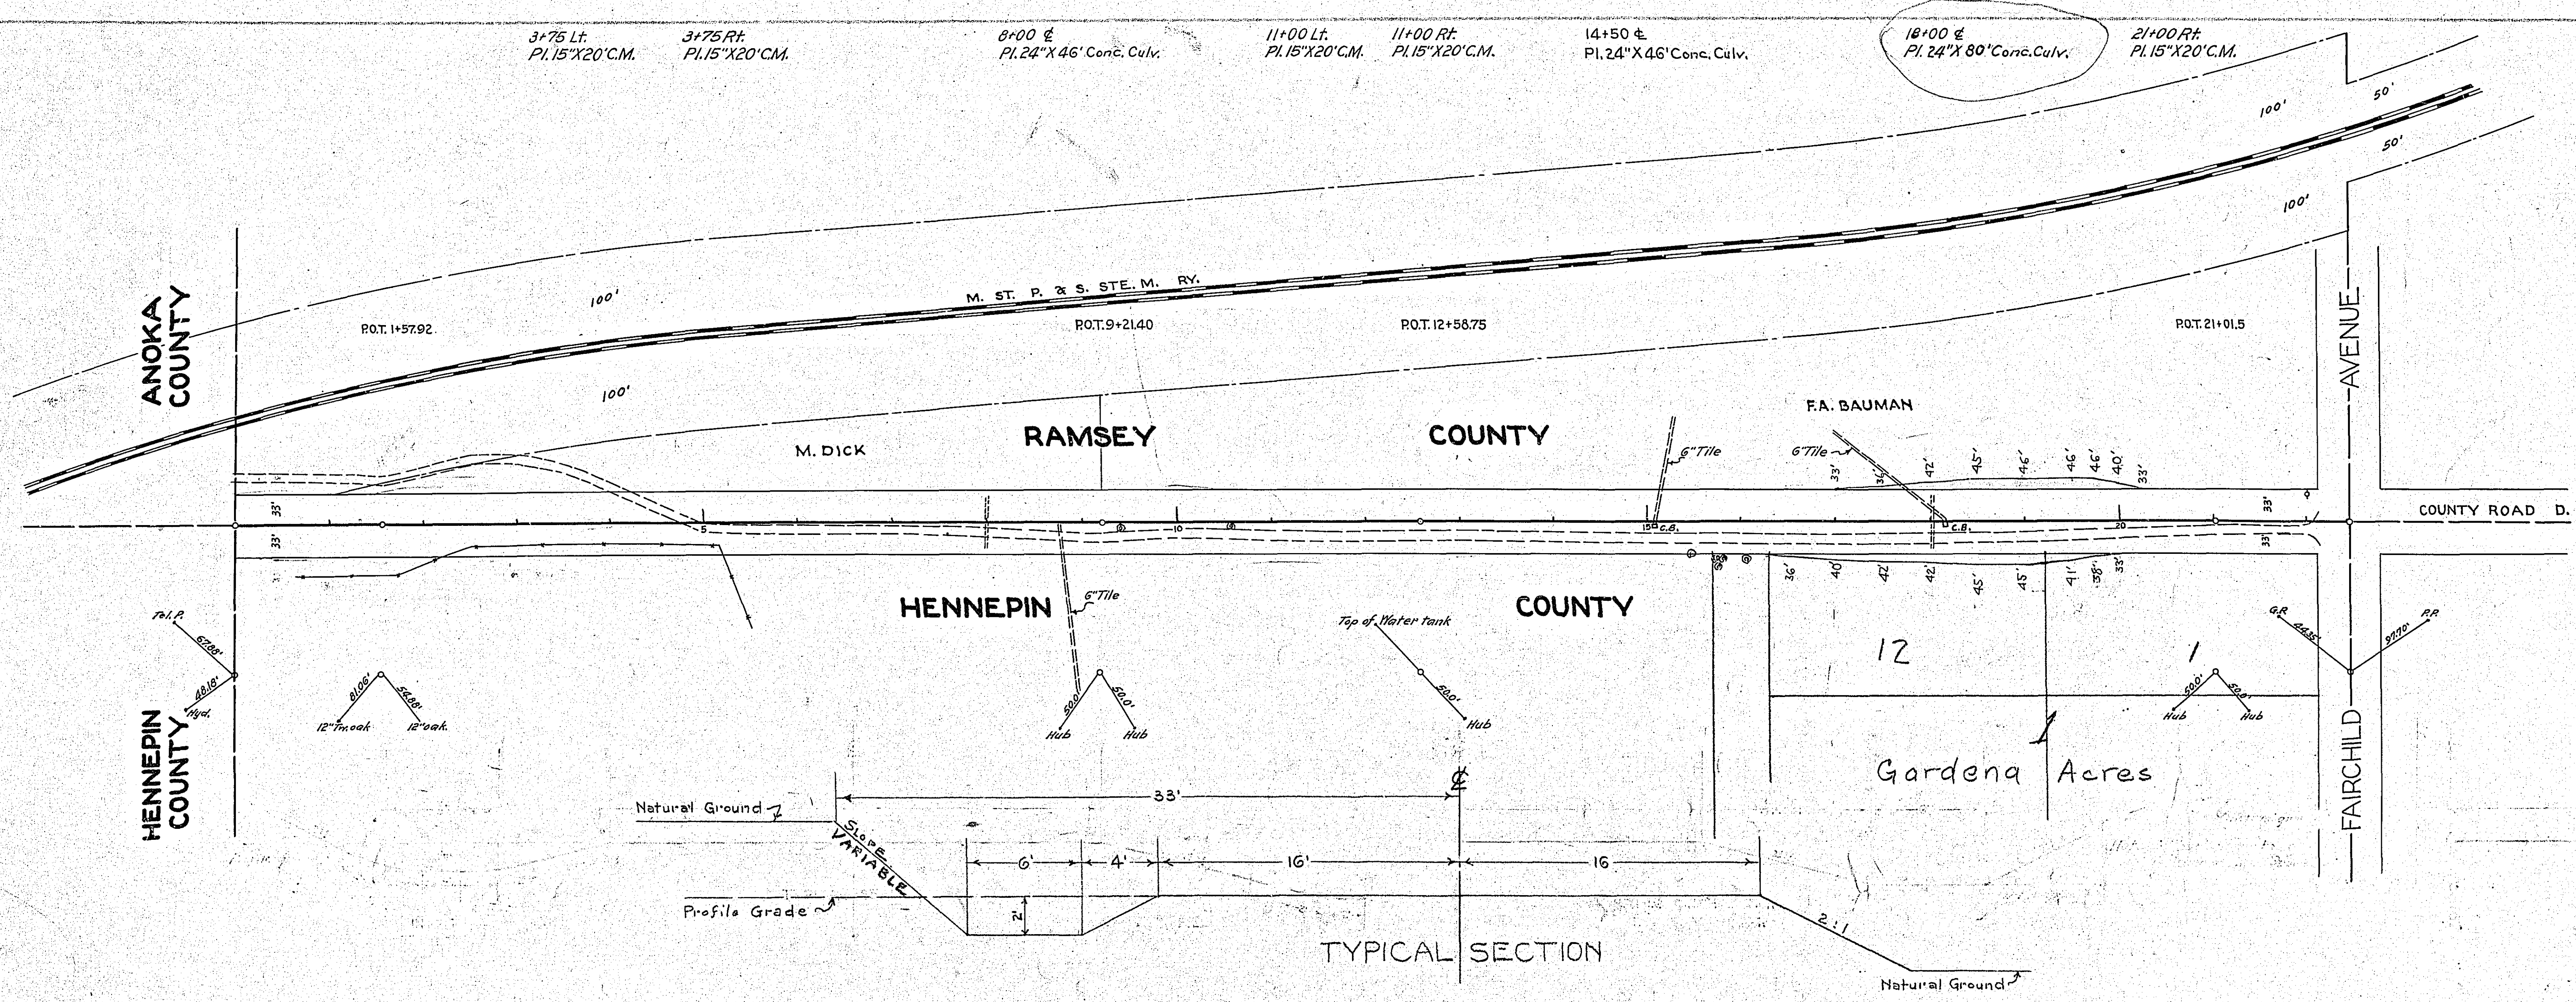 3+75 Lt.
Pl. 15"X20' C.M.
3+75 Rt.
Pl. 15"X20' C.M.
8+00 ℄
Pl. 24"X46' Conc. Culv.
11+00 Lt.
Pl. 15"X20' C.M.
11+00 Rt.
Pl. 15"X20' C.M.
14+50 ℄
Pl. 24"X46' Conc. Culv.
18+00 ℄
Pl. 24"X80' Conc. Culv.
21+00 Rt.
Pl. 15"X20' C.M.
100'
50'
50'
100'
ANOKA
COUNTY
100'
M. ST. P. & S. STE. M. RY.
P.O.T. 1+57.92
P.O.T. 9+21.40
P.O.T. 12+58.75
P.O.T. 21+01.5
AVENUE
100'
M. DICK
RAMSEY COUNTY
F.A. BAUMAN
6" Tile
6" Tile
33'
36'
42'
45'
46'
46'
46'
40'
33'
33'
33'
5
10
15
C.B.
C.B.
20
33'
33'
COUNTY ROAD D.
36'
40'
42'
42'
45'
45'
41'
38'
33'
HENNEPIN COUNTY
6" Tile
Tel. P.
67.88'
48.18'
Hyd.
81.06'
54.88'
12" Tw. oak
12" oak.
50.0'
50.0'
Hub
Hub
Top of Water tank
50.0'
Hub
12
1
G.P.
44.35'
97.70'
P.P.
50.0'
50.0'
Hub
Hub
1
Gardena Acres
HENNEPIN
COUNTY
FAIRCHILD
℄
33'
Natural Ground
SLOPE
VARIABLE
6'
4'
16'
16
Profile Grade
2'
2:1
TYPICAL SECTION
Natural Ground